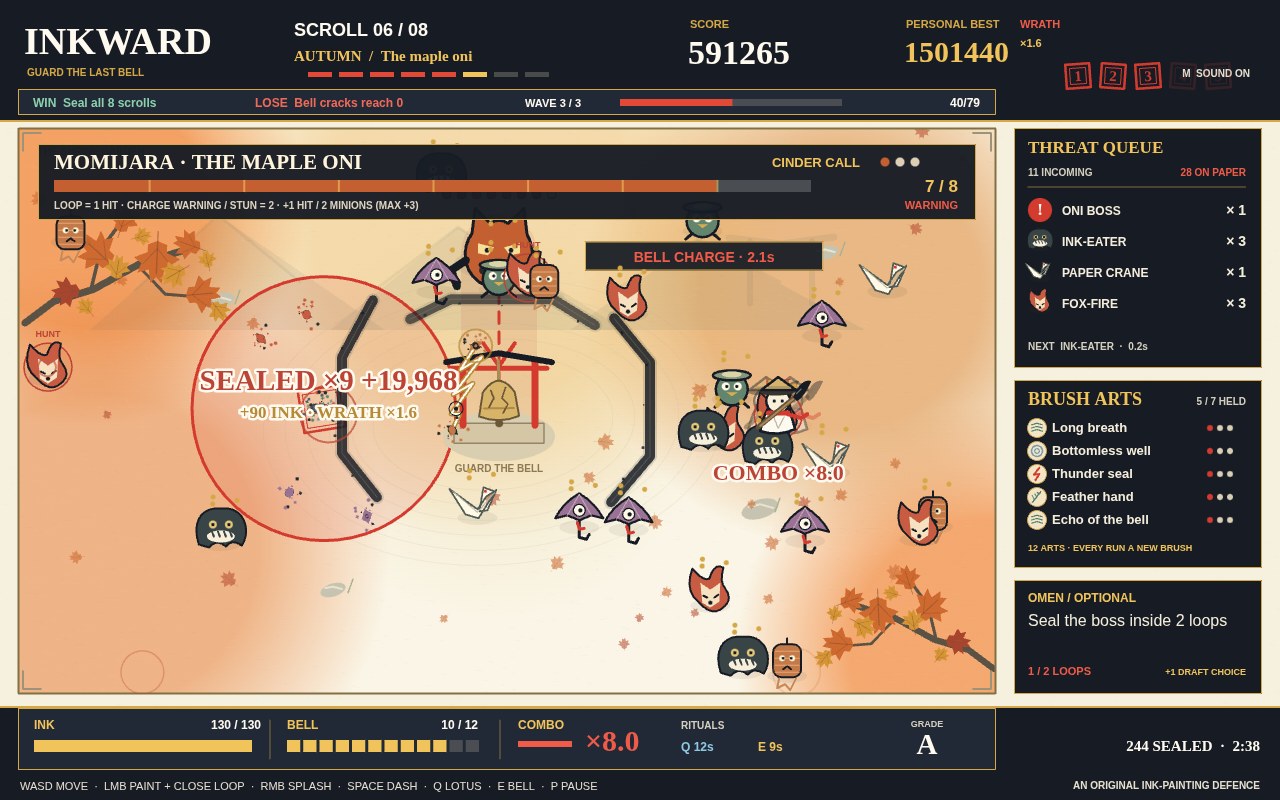 INKWARD
GUARD THE LAST BELL
SCROLL 06 / 08
AUTUMN / The maple oni
SCORE
591265
PERSONAL BEST
1501440
WRATH
×1.6
1 2 3
M SOUND ON
WIN Seal all 8 scrolls
LOSE Bell cracks reach 0
WAVE 3 / 3
40/79
MOMIJARA · THE MAPLE ONI
CINDER CALL
7 / 8
LOOP = 1 HIT · CHARGE WARNING / STUN = 2 · +1 HIT / 2 MINIONS (MAX +3)
WARNING
HUNT
BELL CHARGE · 2.1s
HUNT
SEALED ×9 +19,968
+90 INK · WRATH ×1.6
GUARD THE BELL
COMBO ×8.0
THREAT QUEUE
11 INCOMING
28 ON PAPER
! ONI BOSS × 1
INK-EATER × 3
PAPER CRANE × 1
FOX-FIRE × 3
NEXT INK-EATER · 0.2s
BRUSH ARTS
5 / 7 HELD
Long breath
Bottomless well
Thunder seal
Feather hand
Echo of the bell
12 ARTS · EVERY RUN A NEW BRUSH
OMEN / OPTIONAL
Seal the boss inside 2 loops
1 / 2 LOOPS
+1 DRAFT CHOICE
INK
130 / 130
BELL
10 / 12
COMBO
×8.0
RITUALS
Q 12s
E 9s
GRADE
A
244 SEALED · 2:38
WASD MOVE · LMB PAINT + CLOSE LOOP · RMB SPLASH · SPACE DASH · Q LOTUS · E BELL · P PAUSE
AN ORIGINAL INK-PAINTING DEFENCE